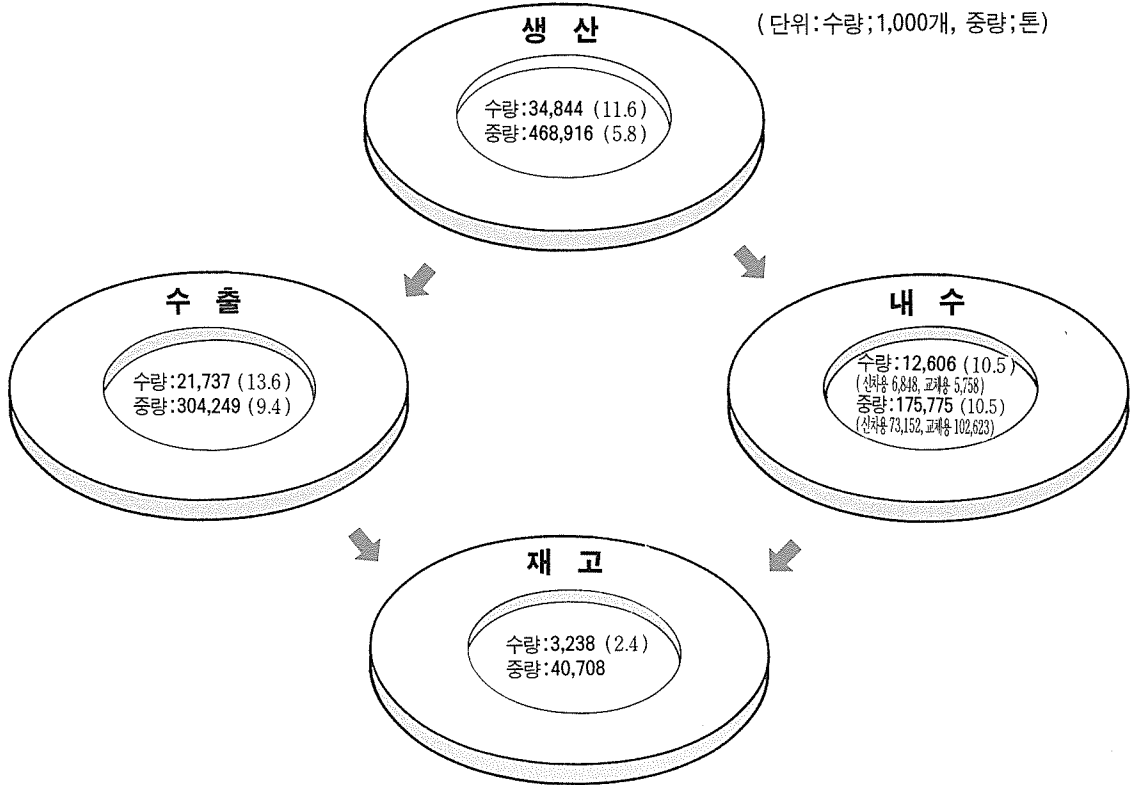 (단위:수량;1,000개, 중량;톤)
생 산
수량:34,844 (11.6)
중량:468,916 (5.8)
수 출
수량:21,737 (13.6)
중량:304,249 (9.4)
내 수
수량:12,606 (10.5)
(신차용 6,848, 교체용 5,758)
중량:175,775 (10.5)
(신차용 73,152, 교체용 102,623)
재 고
수량:3,238 (2.4)
중량:40,708